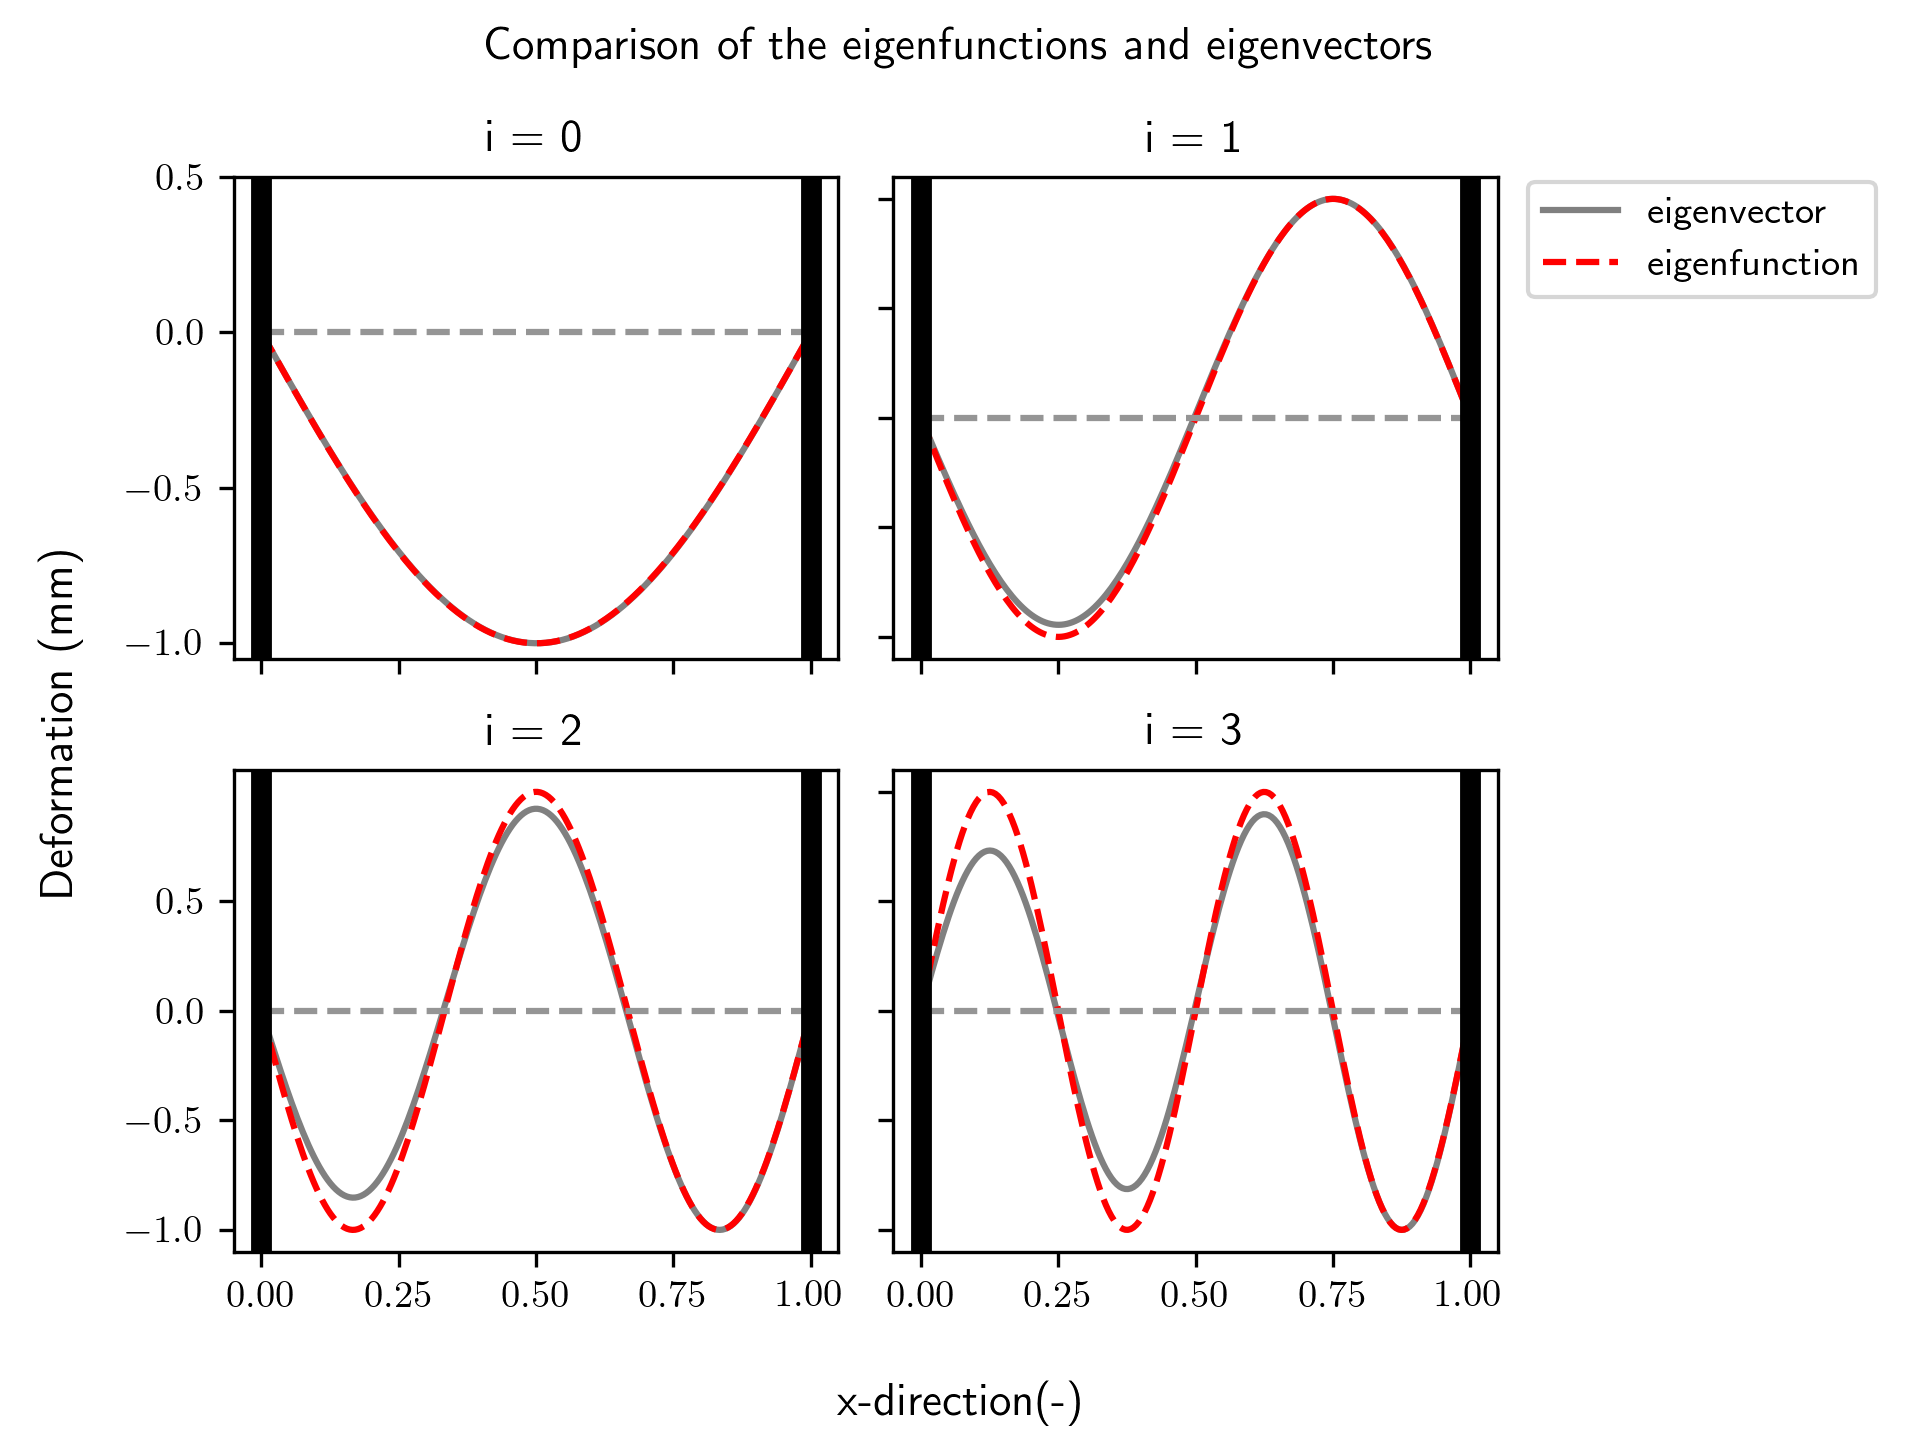 Comparison of the eigenfunctions and eigenvectors
i = 0
i = 1
0.5
0.0
−0.5
−1.0
eigenvector
eigenfunction
Deformation (mm)
i = 2
i = 3
0.5
0.0
−0.5
−1.0
0.00 0.25 0.50 0.75 1.00
0.00 0.25 0.50 0.75 1.00
x-direction(-)